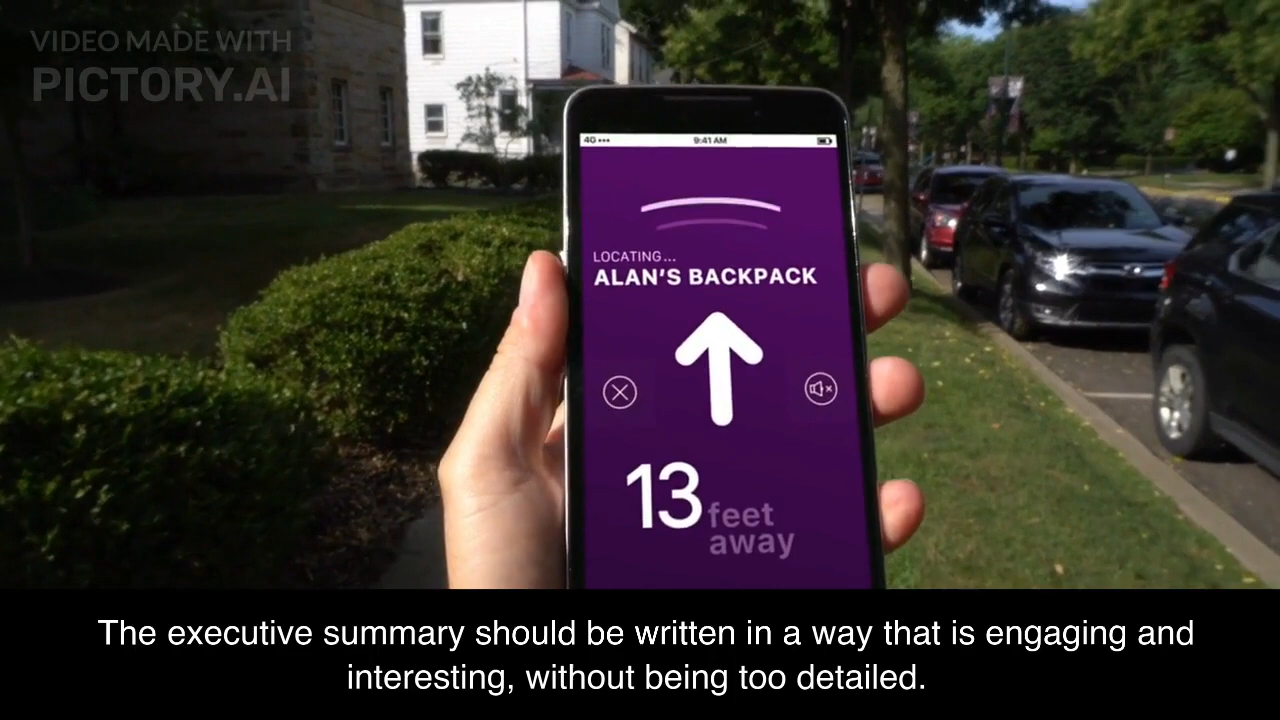 VIDEO MADE WITH
PICTORY.AI
4G
9:41 AM
LOCATING...
ALAN'S BACKPACK
13 feet
away
The executive summary should be written in a way that is engaging and
interesting, without being too detailed.